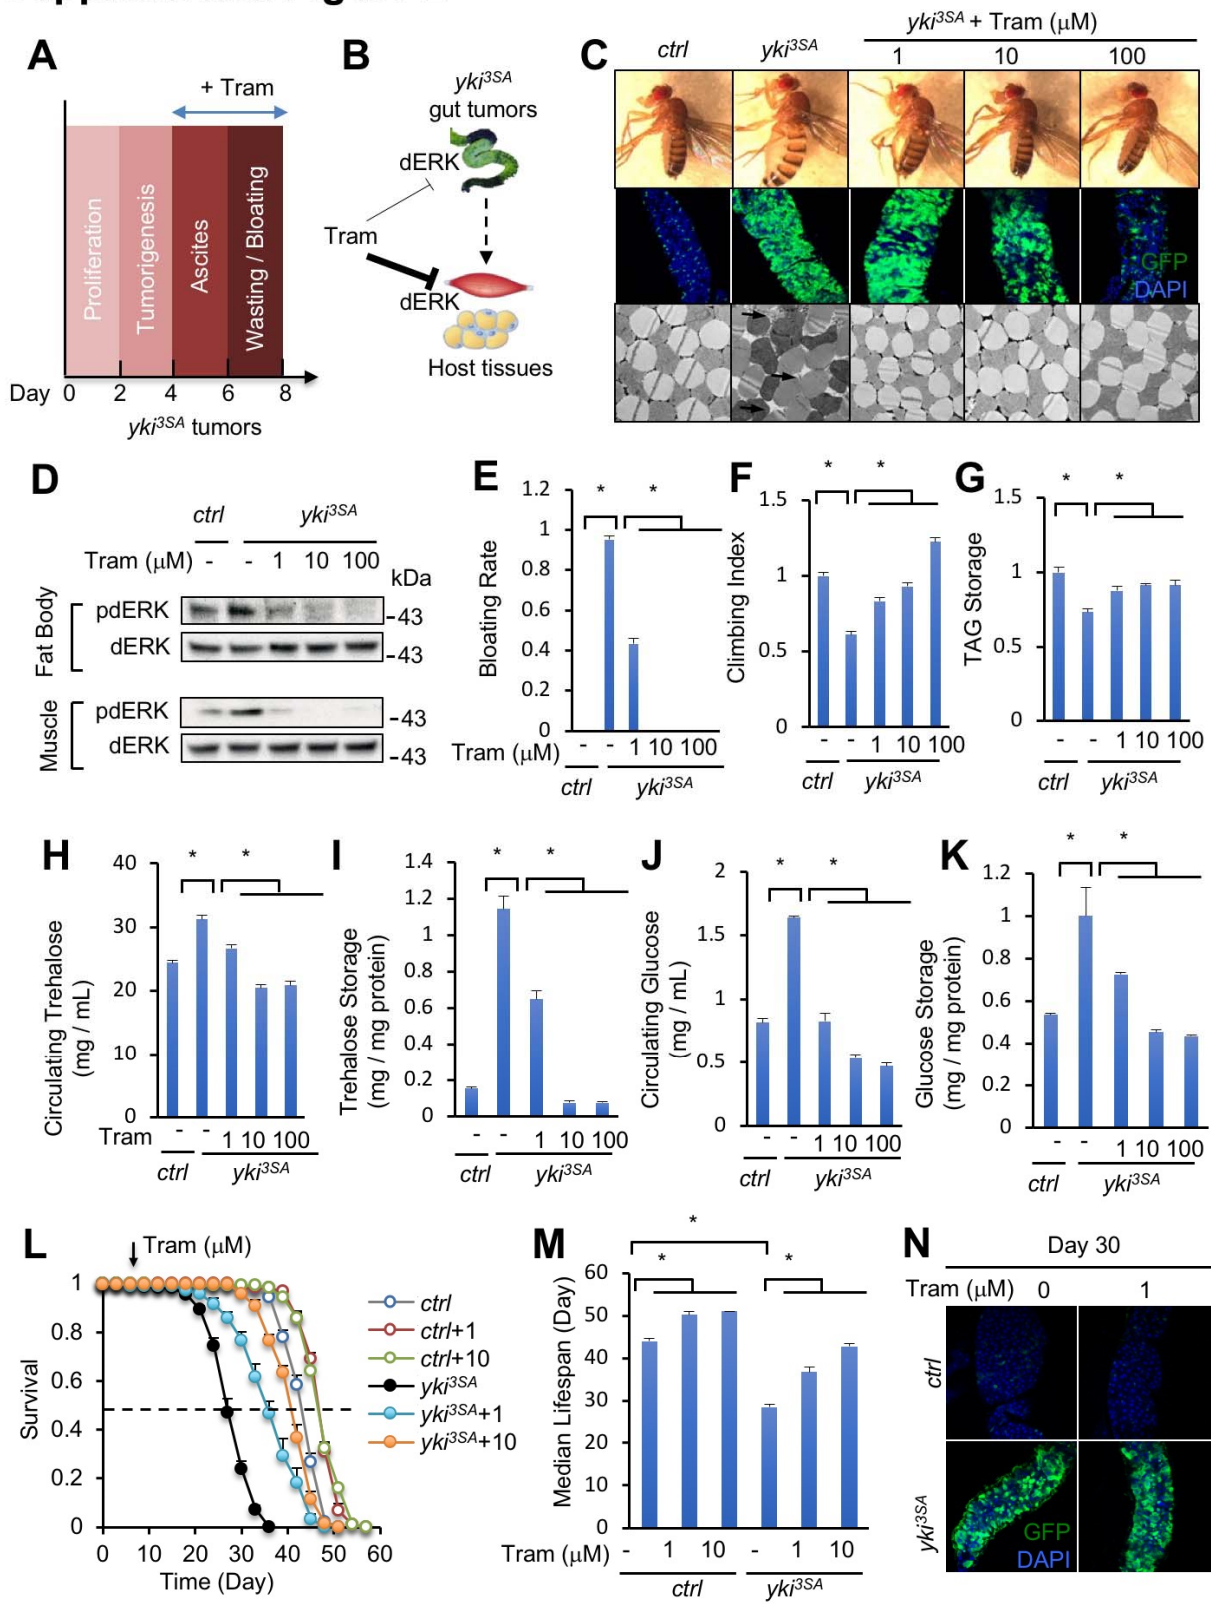 A
+ Tram
Proliferation
Tumorigenesis
Ascites
Wasting / Bloating
Day 0 2 4 6 8
yki3SA tumors
B
yki3SA
gut tumors
dERK
Tram
dERK
Host tissues
C
yki3SA + Tram (μM)
ctrl yki3SA 1 10 100
GFP
DAPI
D
ctrl yki3SA
Tram (μM) - - 1 10 100
kDa
Fat Body
pdERK -43
dERK -43
Muscle
pdERK -43
dERK -43
E
* *
Bloating Rate
1.2
1
0.8
0.6
0.4
0.2
0
Tram (μM) - 1 10 100
ctrl yki3SA
F
* *
Climbing Index
1.5
1
0.5
0
- - 1 10 100
ctrl yki3SA
G
* *
TAG Storage
1.5
1
0.5
0
- - 1 10 100
ctrl yki3SA
H
* *
Circulating Trehalose
(mg / mL)
40
30
20
10
0
Tram - - 1 10 100
ctrl yki3SA
I
* *
Trehalose Storage
(mg / mg protein)
1.4
1.2
1
0.8
0.6
0.4
0.2
0
- - 1 10 100
ctrl yki3SA
J
* *
Circulating Glucose
(mg / mL)
2
1.5
1
0.5
0
- - 1 10 100
ctrl yki3SA
K
* *
Glucose Storage
(mg / mg protein)
1.2
1
0.8
0.6
0.4
0.2
0
- - 1 10 100
ctrl yki3SA
L
Tram (μM)
Survival
1
0.8
0.6
0.4
0.2
0
0 10 20 30 40 50 60
Time (Day)
ctrl
ctrl+1
ctrl+10
yki3SA
yki3SA+1
yki3SA+10
M
*
* *
Median Lifespan (Day)
60
50
40
30
20
10
0
Tram (μM) - 1 10 - 1 10
ctrl yki3SA
N
Day 30
Tram (μM) 0 1
ctrl
yki3SA
GFP
DAPI